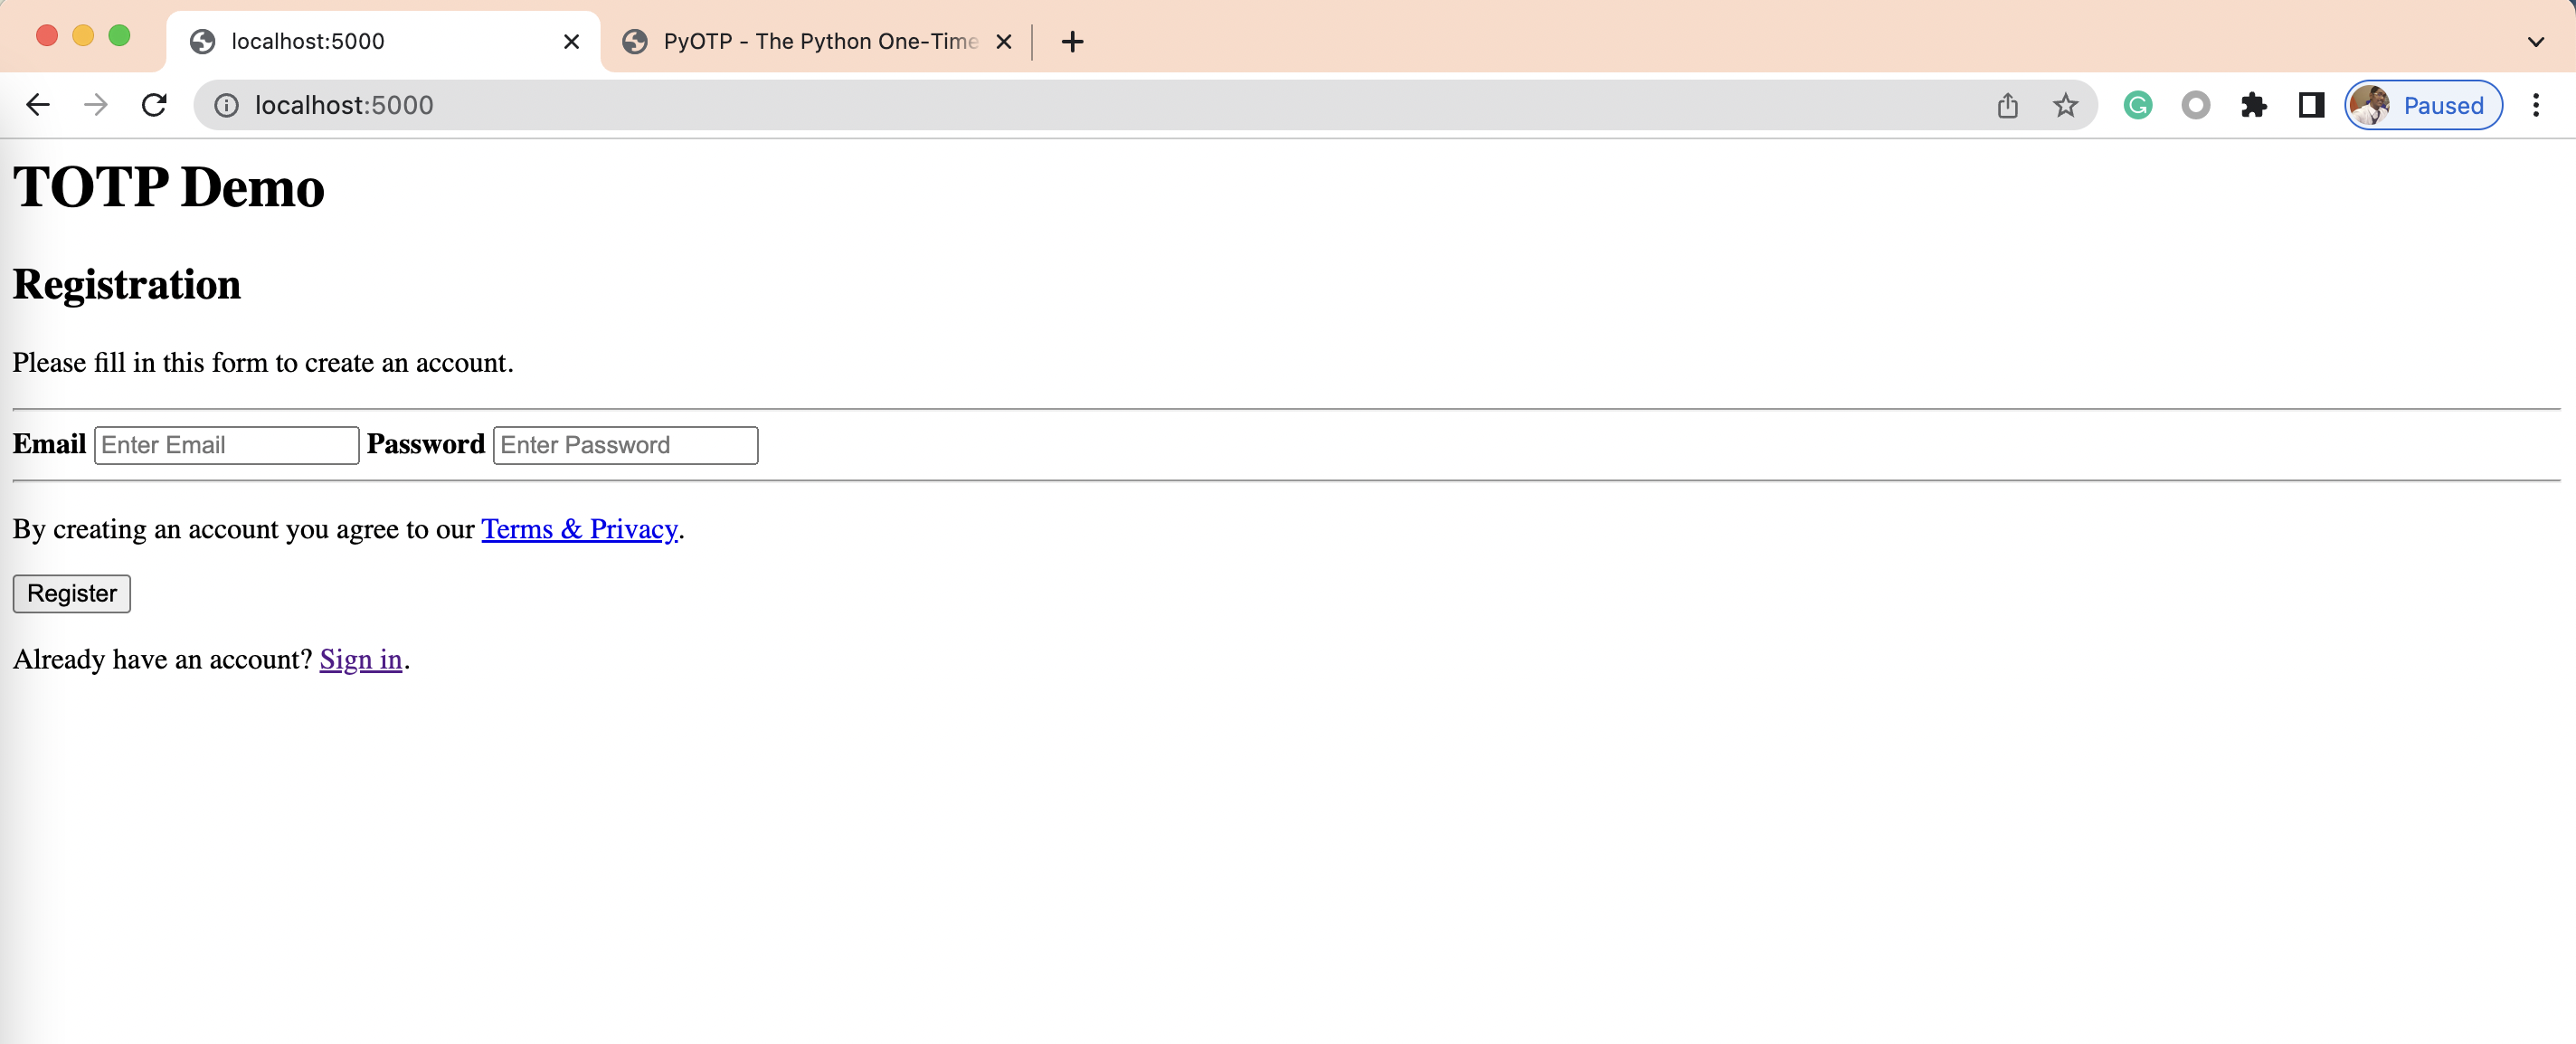 localhost:5000
PyOTP - The Python One-Time
localhost:5000
Paused
TOTP Demo
Registration
Please fill in this form to create an account.
Email Enter Email Password Enter Password
By creating an account you agree to our Terms & Privacy.
Register
Already have an account? Sign in.